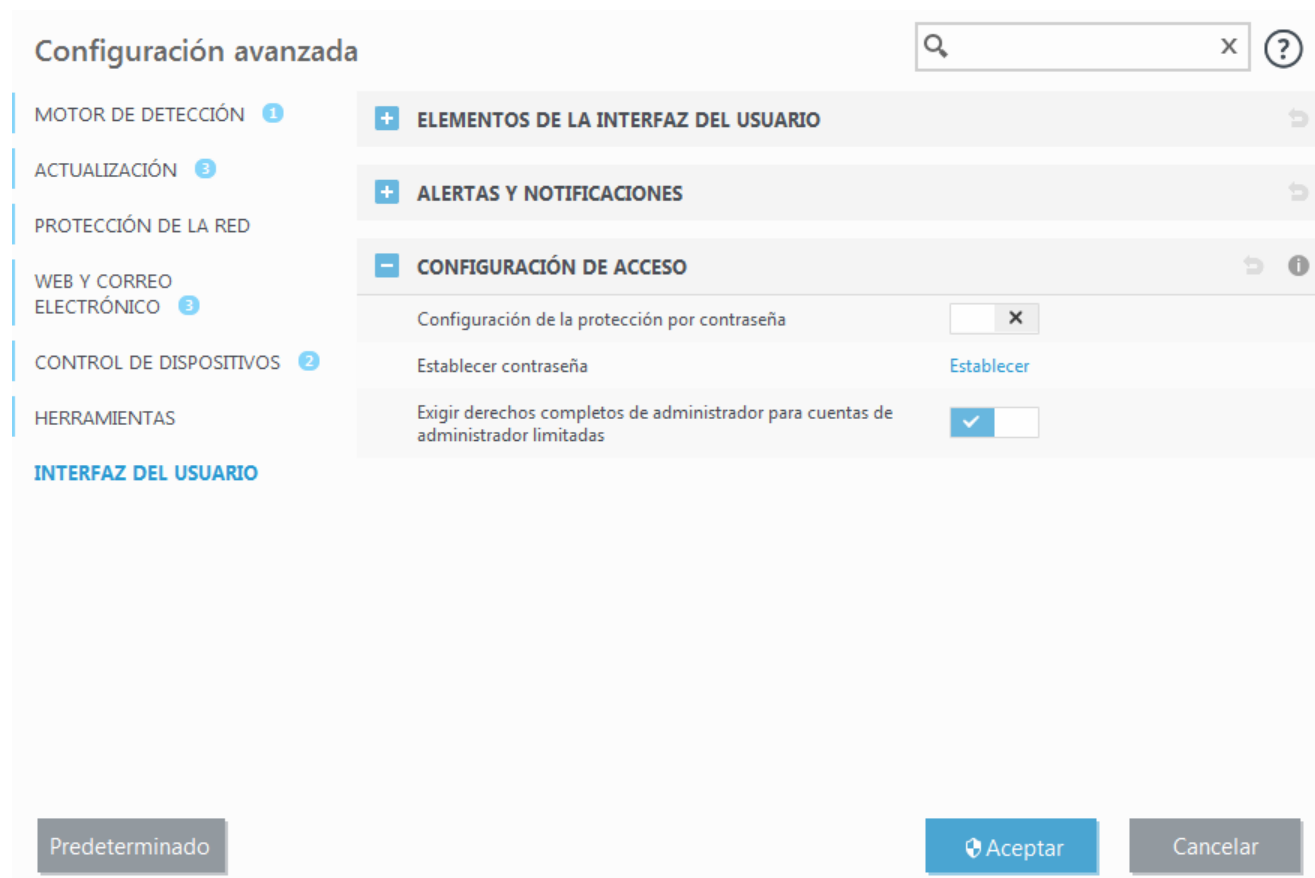 Configuración avanzada
X
?
MOTOR DE DETECCIÓN 1
ACTUALIZACIÓN 3
PROTECCIÓN DE LA RED
WEB Y CORREO
ELECTRÓNICO 3
CONTROL DE DISPOSITIVOS 2
HERRAMIENTAS
INTERFAZ DEL USUARIO
ELEMENTOS DE LA INTERFAZ DEL USUARIO
ALERTAS Y NOTIFICACIONES
CONFIGURACIÓN DE ACCESO
Configuración de la protección por contraseña
Establecer contraseña
Establecer
Exigir derechos completos de administrador para cuentas de
administrador limitadas
Predeterminado
Aceptar
Cancelar